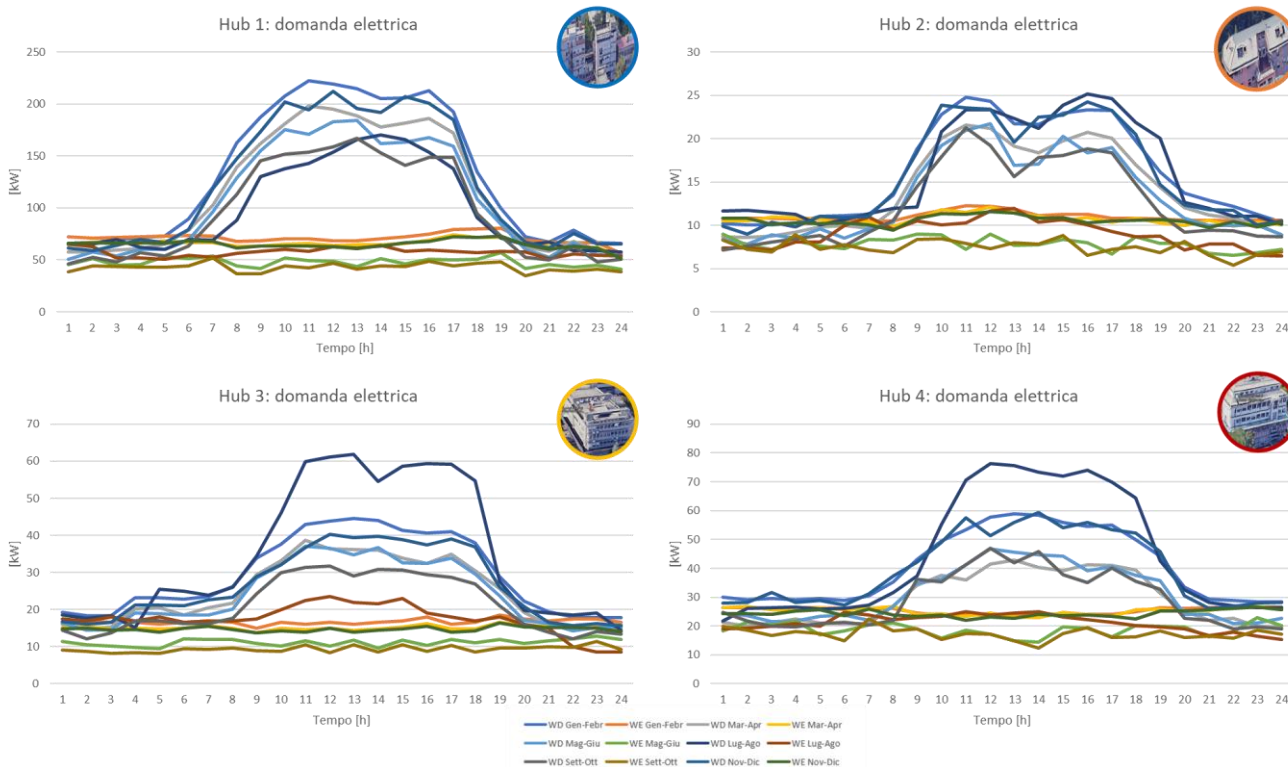 Hub 1: domanda elettrica
250
200
150
100
50
0
[kW]
1 2 3 4 5 6 7 8 9 10 11 12 13 14 15 16 17 18 19 20 21 22 23 24
Tempo [h]
Hub 2: domanda elettrica
30
25
20
15
10
5
0
[kW]
1 2 3 4 5 6 7 8 9 10 11 12 13 14 15 16 17 18 19 20 21 22 23 24
Tempo [h]
Hub 3: domanda elettrica
70
60
50
40
30
20
10
0
[kW]
1 2 3 4 5 6 7 8 9 10 11 12 13 14 15 16 17 18 19 20 21 22 23 24
Tempo [h]
Hub 4: domanda elettrica
90
80
70
60
50
40
30
20
10
0
[kW]
1 2 3 4 5 6 7 8 9 10 11 12 13 14 15 16 17 18 19 20 21 22 23 24
Tempo [h]
WD Gen-Febr WE Gen-Febr WD Mar-Apr WE Mar-Apr
WD Mag-Giu WE Mag-Giu WD Lug-Ago WE Lug-Ago
WD Sett-Ott WE Sett-Ott WD Nov-Dic WE Nov-Dic